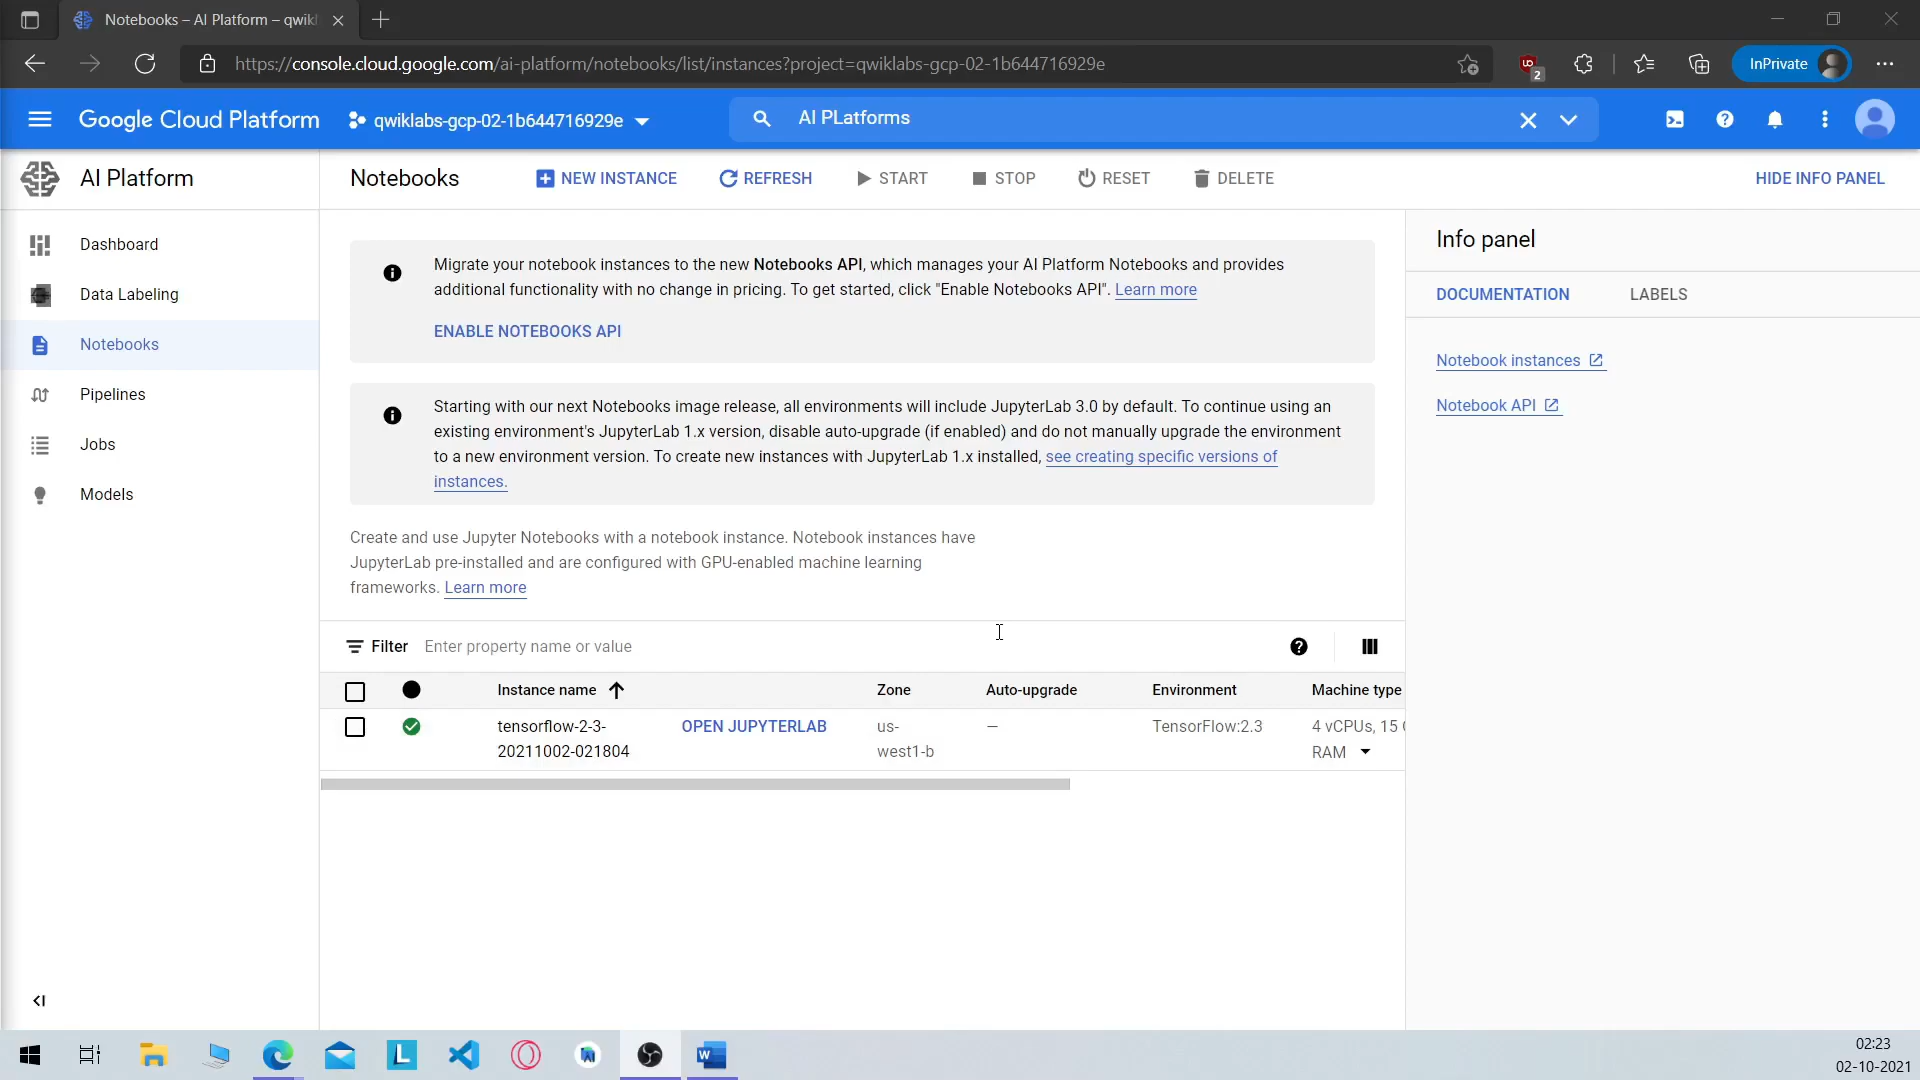 Notebooks – AI Platform – qwikl
https://console.cloud.google.com/ai-platform/notebooks/list/instances?project=qwiklabs-gcp-02-1b644716929e
2
InPrivate
Google Cloud Platform
qwiklabs-gcp-02-1b644716929e
AI PLatforms
AI Platform
Notebooks
NEW INSTANCE
REFRESH
START
STOP
RESET
DELETE
HIDE INFO PANEL
Dashboard
Data Labeling
Notebooks
Pipelines
Jobs
Models
Migrate your notebook instances to the new Notebooks API, which manages your AI Platform Notebooks and provides
additional functionality with no change in pricing. To get started, click "Enable Notebooks API". Learn more
ENABLE NOTEBOOKS API
Starting with our next Notebooks image release, all environments will include JupyterLab 3.0 by default. To continue using an
existing environment's JupyterLab 1.x version, disable auto-upgrade (if enabled) and do not manually upgrade the environment
to a new environment version. To create new instances with JupyterLab 1.x installed, see creating specific versions of
instances.
Create and use Jupyter Notebooks with a notebook instance. Notebook instances have
JupyterLab pre-installed and are configured with GPU-enabled machine learning
frameworks. Learn more
Filter Enter property name or value
Instance name Zone Auto-upgrade Environment Machine type
tensorflow-2-3- OPEN JUPYTERLAB us- — TensorFlow:2.3 4 vCPUs, 15
20211002-021804 west1-b RAM
Info panel
DOCUMENTATION
LABELS
Notebook instances
Notebook API
02:23
02-10-2021